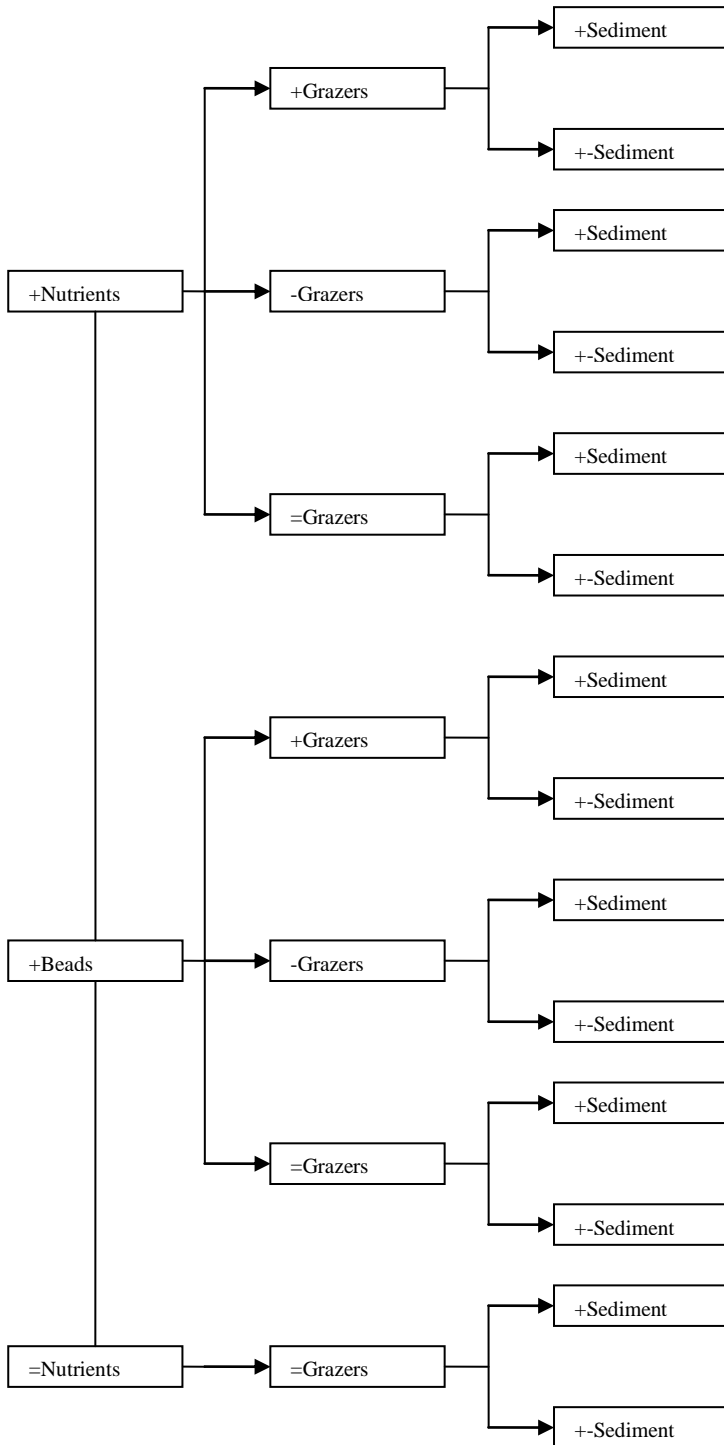 +Sediment
+Grazers
+-Sediment
+Sediment
+Nutrients
-Grazers
+-Sediment
+Sediment
=Grazers
+-Sediment
+Sediment
+Grazers
+-Sediment
+Sediment
+Beads
-Grazers
+-Sediment
+Sediment
=Grazers
+-Sediment
+Sediment
=Nutrients
=Grazers
+-Sediment